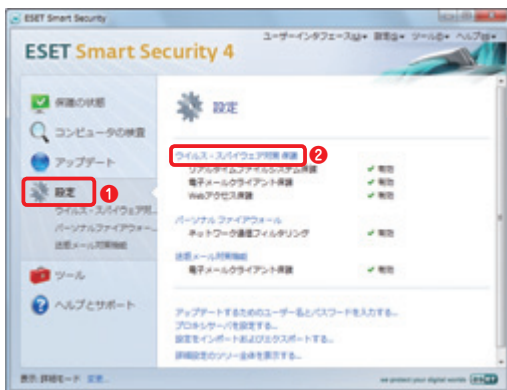 ESET Smart Security
ユーザーインタフェース(U)▼ 設定(S)▼ ツール(O)▼ ヘルプ(H)▼
ESET Smart Security 4
保護の状態
コンピュータの検査
アップデート
設定
1
ウイルス・スパイウェア対...
パーソナルファイアウォー...
迷惑メール対策機能
ツール
ヘルプとサポート
設定
ウイルス・スパイウェア対策 保護
2
リアルタイムファイルシステム保護 有効
電子メールクライアント保護 有効
Webアクセス保護 有効
パーソナル ファイアウォール
ネットワーク通信フィルタリング 有効
迷惑メール対策機能
電子メールクライアント保護 有効
アップデートするためのユーザー名とパスワードを入力する...
プロキシサーバを設定する...
設定をインポートおよびエクスポートする...
詳細設定のツリー全体を表示する...
表示: 詳細モード 変更...
we protect your digital worlds ESET